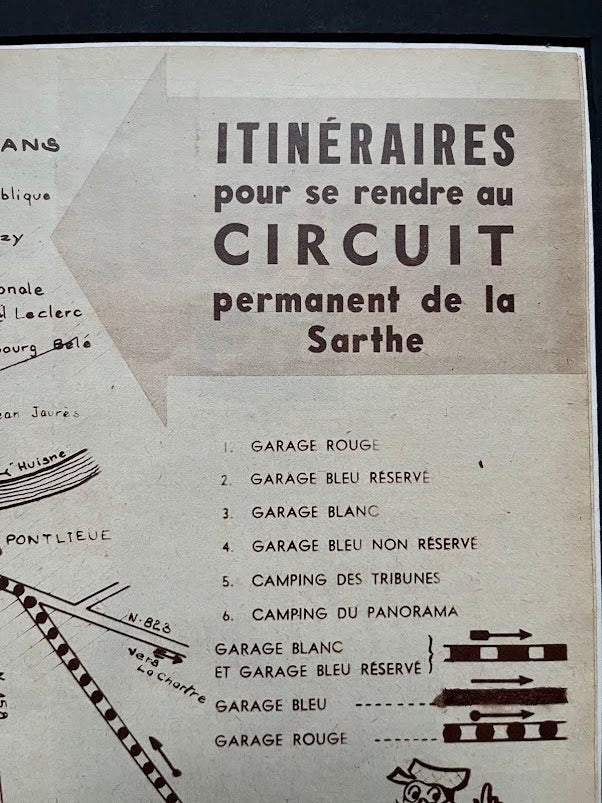 ITINÉRAIRES
pour se rendre au
CIRCUIT
permanent de la
Sarthe
ANS
blique
zy
onale
l Leclerc
bourg Belé
ean Jaurès
Huisne
PONTLIEUE
N. 823
vers
La Chartre
1. GARAGE ROUGE
2. GARAGE BLEU RÉSERVÉ
3. GARAGE BLANC
4. GARAGE BLEU NON RÉSERVÉ
5. CAMPING DES TRIBUNES
6. CAMPING DU PANORAMA
GARAGE BLANC
ET GARAGE BLEU RÉSERVÉ
GARAGE BLEU
GARAGE ROUGE